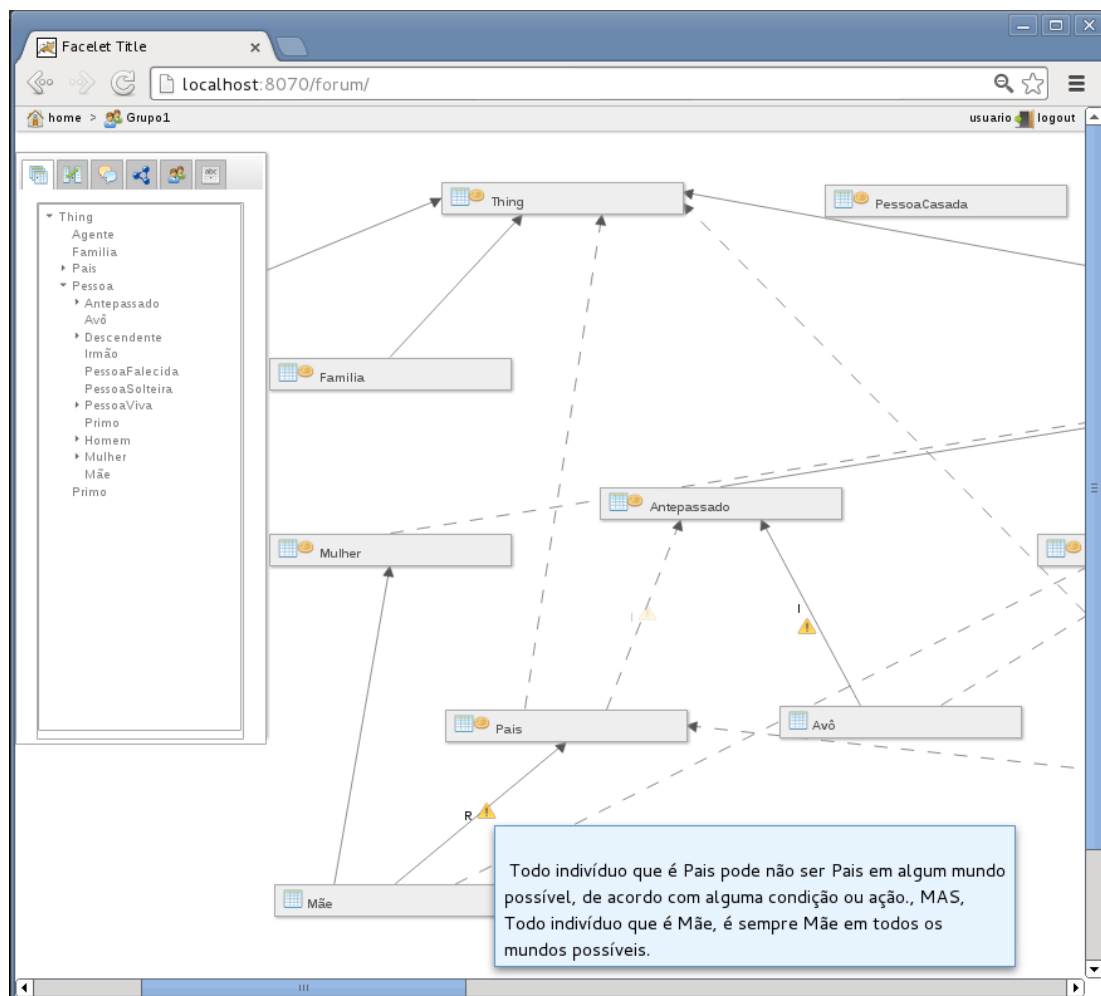 Facelet Title
localhost:8070/forum/
home > Grupo1
usuario logout
abc
Thing
Agente
Familia
Pais
Pessoa
Antepassado
Avô
Descendente
Irmão
PessoaFalecida
PessoaSolteira
PessoaViva
Primo
Homem
Mulher
Mãe
Primo
Thing
PessoaCasada
Familia
Antepassado
Mulher
I
I
Pais
Avô
R
Mãe
Todo indivíduo que é Pais pode não ser Pais em algum mundo
possível, de acordo com alguma condição ou ação., MAS,
Todo indivíduo que é Mãe, é sempre Mãe em todos os
mundos possíveis.